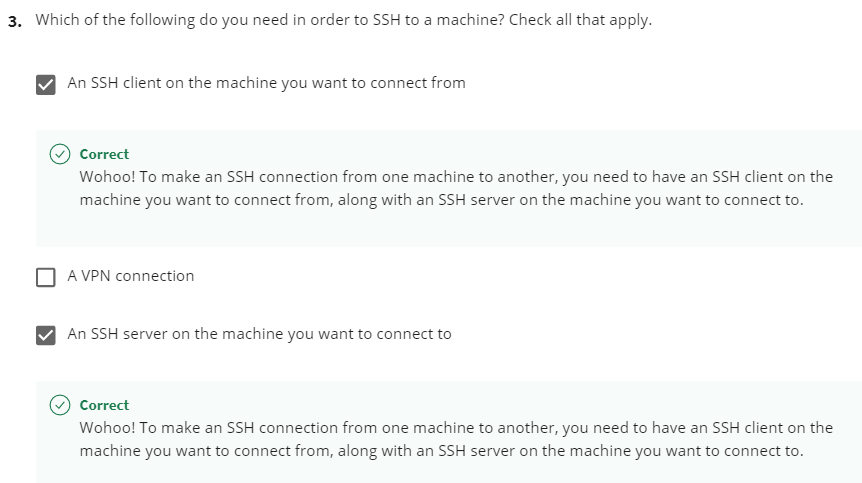 3. Which of the following do you need in order to SSH to a machine? Check all that apply.
An SSH client on the machine you want to connect from
Correct
Wohoo! To make an SSH connection from one machine to another, you need to have an SSH client on the
machine you want to connect from, along with an SSH server on the machine you want to connect to.
A VPN connection
An SSH server on the machine you want to connect to
Correct
Wohoo! To make an SSH connection from one machine to another, you need to have an SSH client on the
machine you want to connect from, along with an SSH server on the machine you want to connect to.